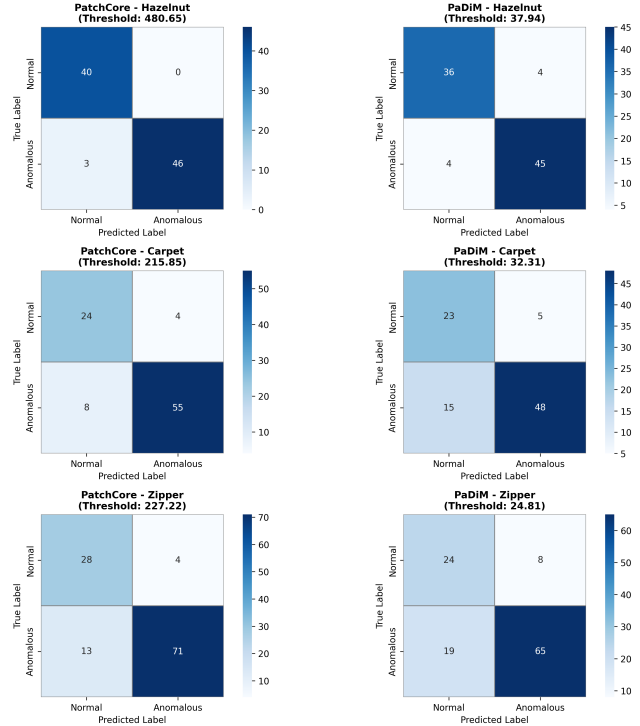 PatchCore - Hazelnut
(Threshold: 480.65)
Normal
40
0
True Label
Anomalous
3
46
Normal
Anomalous
Predicted Label
40
30
20
10
0
PaDiM - Hazelnut
(Threshold: 37.94)
Normal
36
4
True Label
Anomalous
4
45
Normal
Anomalous
Predicted Label
45
40
35
30
25
20
15
10
5
PatchCore - Carpet
(Threshold: 215.85)
Normal
24
4
True Label
Anomalous
8
55
Normal
Anomalous
Predicted Label
50
40
30
20
10
PaDiM - Carpet
(Threshold: 32.31)
Normal
23
5
True Label
Anomalous
15
48
Normal
Anomalous
Predicted Label
45
40
35
30
25
20
15
10
5
PatchCore - Zipper
(Threshold: 227.22)
Normal
28
4
True Label
Anomalous
13
71
Normal
Anomalous
Predicted Label
70
60
50
40
30
20
10
PaDiM - Zipper
(Threshold: 24.81)
Normal
24
8
True Label
Anomalous
19
65
Normal
Anomalous
Predicted Label
60
50
40
30
20
10